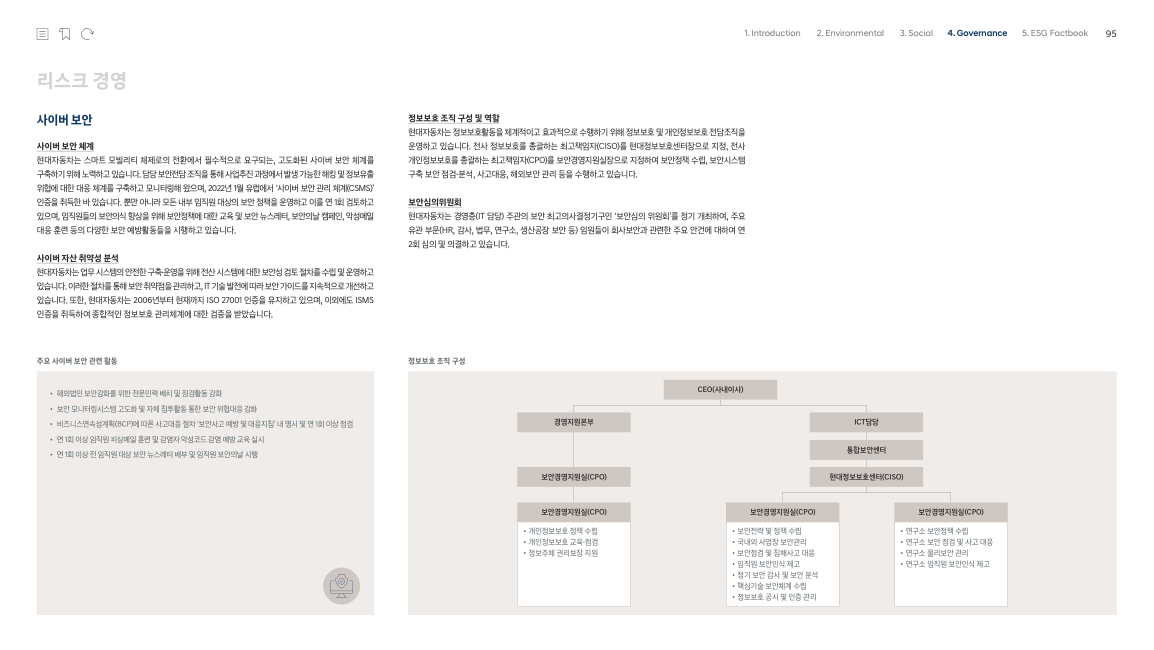 1. Introduction 2. Environmental 3. Social 4. Governance 5. ESG Factbook 95
리스크 경영
사이버 보안
사이버 보안 체계
현대자동차는 스마트 모빌리티 체제로의 전환에서 필수적으로 요구되는, 고도화된 사이버 보안 체계를
구축하기 위해 노력하고 있습니다. 담당 보안전담 조직을 통해 사업추진 과정에서 발생 가능한 해킹 및 정보유출
위협에 대한 대응 체계를 구축하고 모니터링해 왔으며, 2022년 1월 유럽에서 ‘사이버 보안 관리 체계(CSMS)’
인증을 취득한 바 있습니다. 뿐만 아니라 모든 내부 임직원 대상의 보안 정책을 운영하고 이를 연 1회 검토하고
있으며, 임직원들의 보안의식 향상을 위해 보안정책에 대한 교육 및 보안 뉴스레터, 보안의날 캠페인, 악성메일
대응 훈련 등의 다양한 보안 예방활동들을 시행하고 있습니다.
사이버 자산 취약성 분석
현대자동차는 업무 시스템의 안전한 구축·운영을 위해 전산 시스템에 대한 보안성 검토 절차를 수립 및 운영하고
있습니다. 이러한 절차를 통해 보안 취약점을 관리하고, IT 기술 발전에 따라 보안 가이드를 지속적으로 개선하고
있습니다. 또한, 현대자동차는 2006년부터 현재까지 ISO 27001 인증을 유지하고 있으며, 이외에도 ISMS
인증을 취득하여 종합적인 정보보호 관리체계에 대한 검증을 받았습니다.
정보보호 조직 구성 및 역할
현대자동차는 정보보호활동을 체계적이고 효과적으로 수행하기 위해 정보보호 및 개인정보보호 전담조직을
운영하고 있습니다. 전사 정보보호를 총괄하는 최고책임자(CISO)를 현대정보보호센터장으로 지정, 전사
개인정보보호를 총괄하는 최고책임자(CPO)를 보안경영지원실장으로 지정하여 보안정책 수립, 보안시스템
구축 보안 점검·분석, 사고대응, 해외보안 관리 등을 수행하고 있습니다.
보안심의위원회
현대자동차는 경영층(IT 담당) 주관의 보안 최고의사결정기구인 ‘보안심의 위원회’를 정기 개최하여, 주요
유관 부문(HR, 감사, 법무, 연구소, 생산공장 보안 등) 임원들이 회사보안과 관련한 주요 안건에 대하여 연
2회 심의 및 의결하고 있습니다.
주요 사이버 보안 관련 활동
• 해외법인 보안강화를 위한 전문인력 배치 및 점검활동 강화
• 보안 모니터링시스템 고도화 및 자체 침투활동 통한 보안 위협대응 강화
• 비즈니스연속성계획(BCP)에 따른 사고대응 절차 ‘보안사고 예방 및 대응지침’ 내 명시 및 연 1회 이상 점검
• 연 1회 이상 임직원 피싱메일 훈련 및 감염자 악성코드 감염 예방 교육 실시
• 연 1회 이상 전 임직원 대상 보안 뉴스레터 배부 및 임직원 보안의날 시행
정보보호 조직 구성
CEO(사내이사)
경영지원본부
ICT담당
통합보안센터
보안경영지원실(CPO)
현대정보보호센터(CISO)
보안경영지원실(CPO)
• 개인정보보호 정책 수립
• 개인정보보호 교육·점검
• 정보주체 권리보장 지원
보안경영지원실(CPO)
• 보안전략 및 정책 수립
• 국내외 사업장 보안관리
• 보안점검 및 침해사고 대응
• 임직원 보안인식 제고
• 정기 보안 감사 및 보안 분석
• 핵심기술 보안체계 수립
• 정보보호 공시 및 인증 관리
보안경영지원실(CPO)
• 연구소 보안정책 수립
• 연구소 보안 점검 및 사고 대응
• 연구소 물리보안 관리
• 연구소 임직원 보안인식 제고